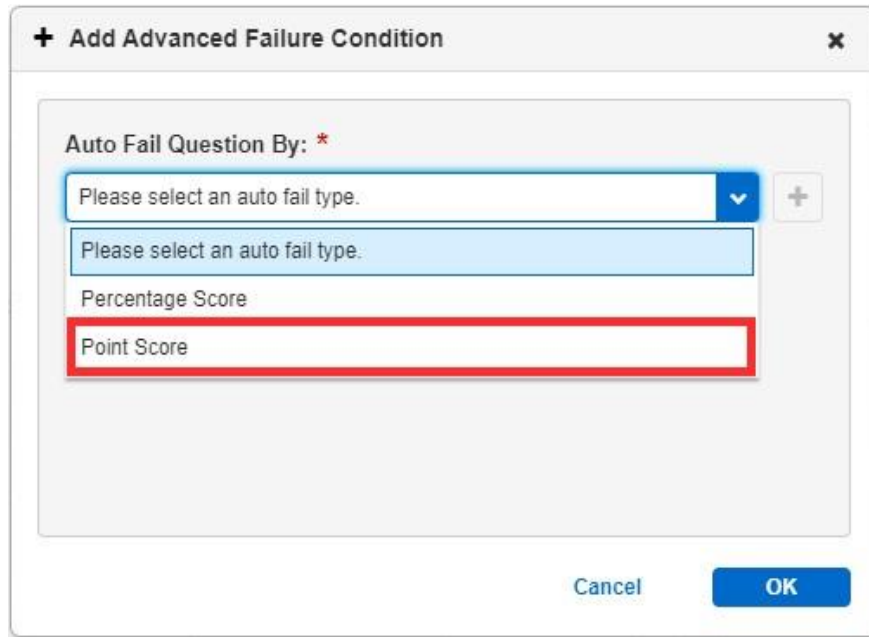 + Add Advanced Failure Condition
Auto Fail Question By: *
Please select an auto fail type.
Please select an auto fail type.
Percentage Score
Point Score
Cancel OK